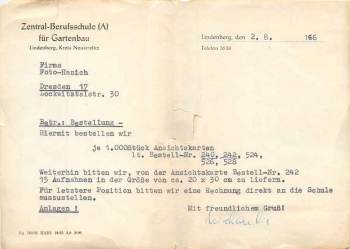 Zentral-Berufsschule (A)
für Gartenbau
Lindenberg, Kreis Neuruppin
Lindenberg, den 2. 8. 166
Telefon
Firma
Foto-Hanich
Dresden 17
Lockwitztalstr. 30
Betr.: Bestellung -
Hiermit bestellen wir
je 1.000Stück Ansichtskarten
lt. Bestell-Nr. 240, 242, 524,
526, 528
Weiterhin bitten wir, von der Ansichtskarte Bestell-Nr. 242
15 Aufnahmen in der Größe von ca. 20 x 30 cm zu liefern.
Für letztere Position bitten wir eine Rechnung direkt an die Schule
auszustellen.
Anlagen ! Mit freundlichem Gruß!